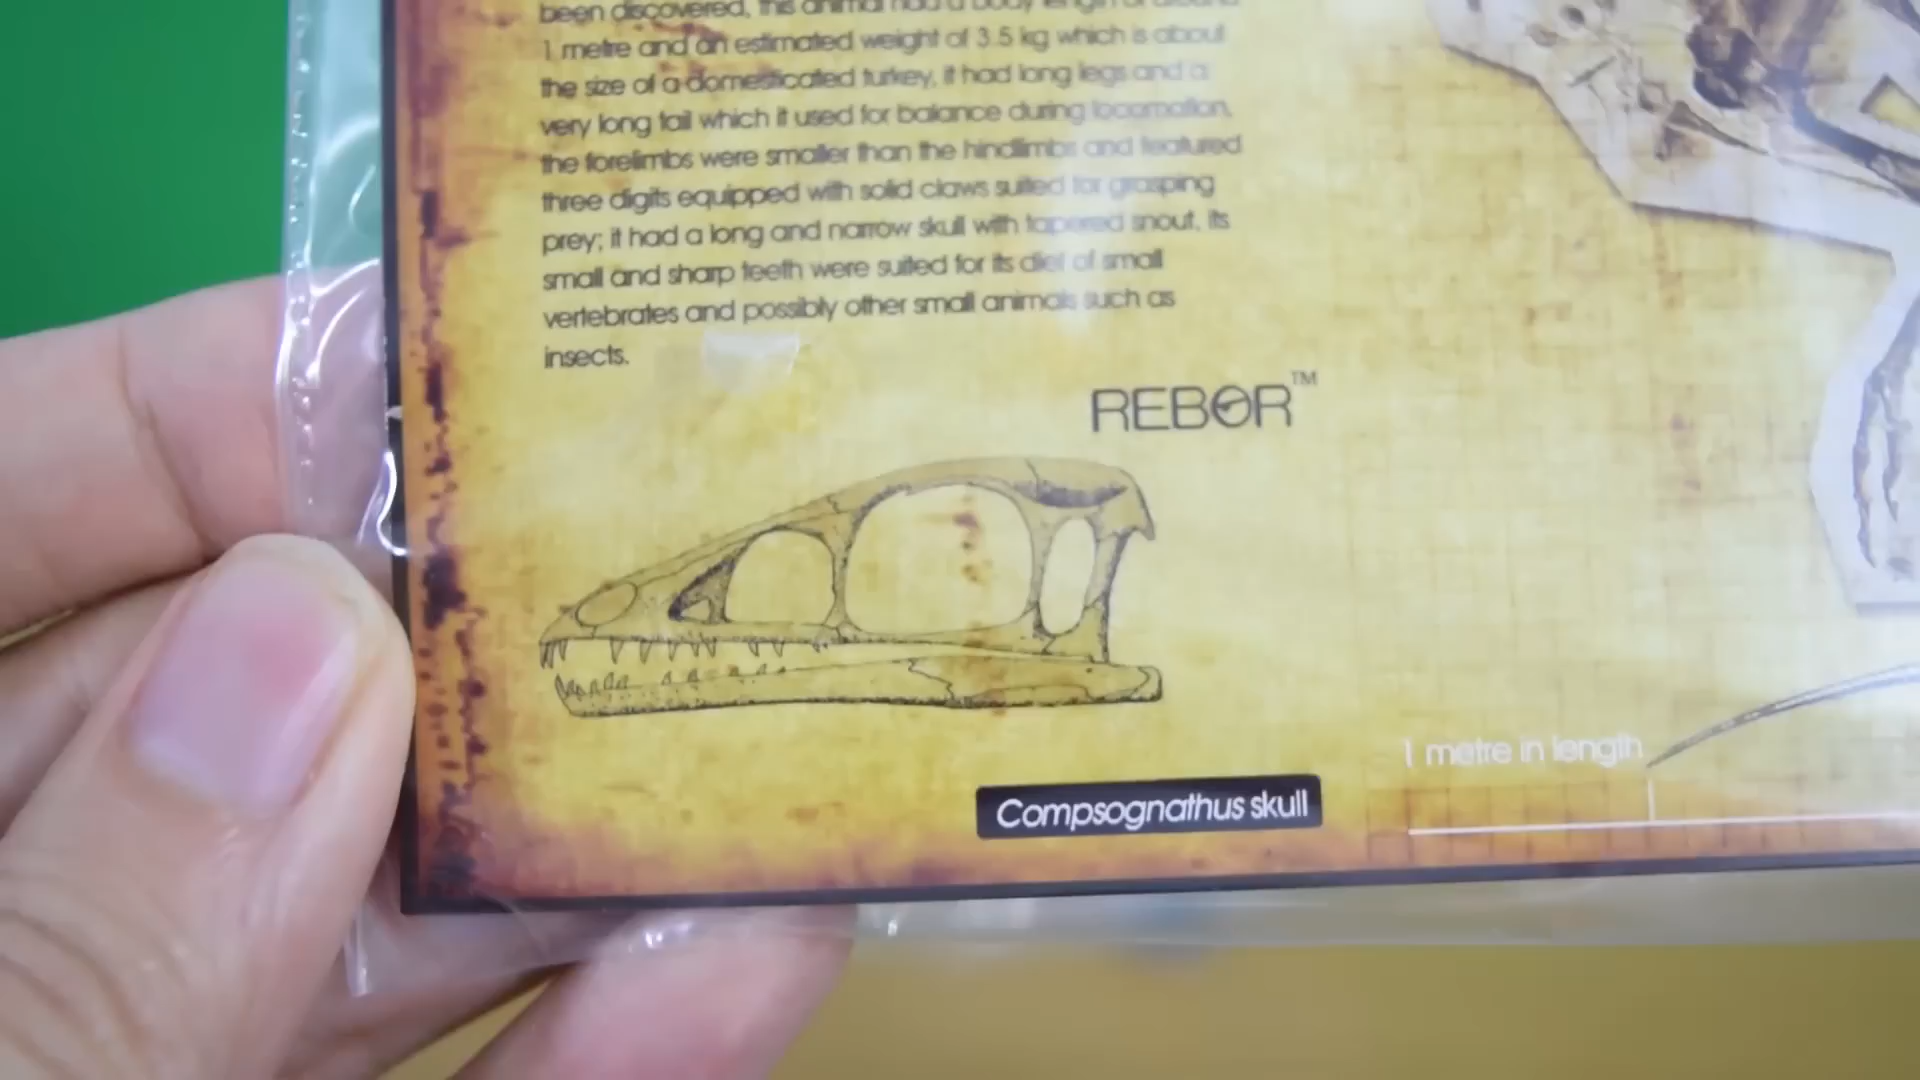 been discovered, this animal had a body length of around
1 metre and an estimated weight of 3.5 kg which is about
the size of a domesticated turkey, it had long legs and a
very long tail which it used for balance during locomotion,
the forelimbs were smaller than the hindlimbs and featured
three digits equipped with solid claws suited for grasping
prey; it had a long and narrow skull with tapered snout, its
small and sharp teeth were suited for its diet of small
vertebrates and possibly other small animals such as
insects.
REBOR™
1 metre in length
Compsognathus skull